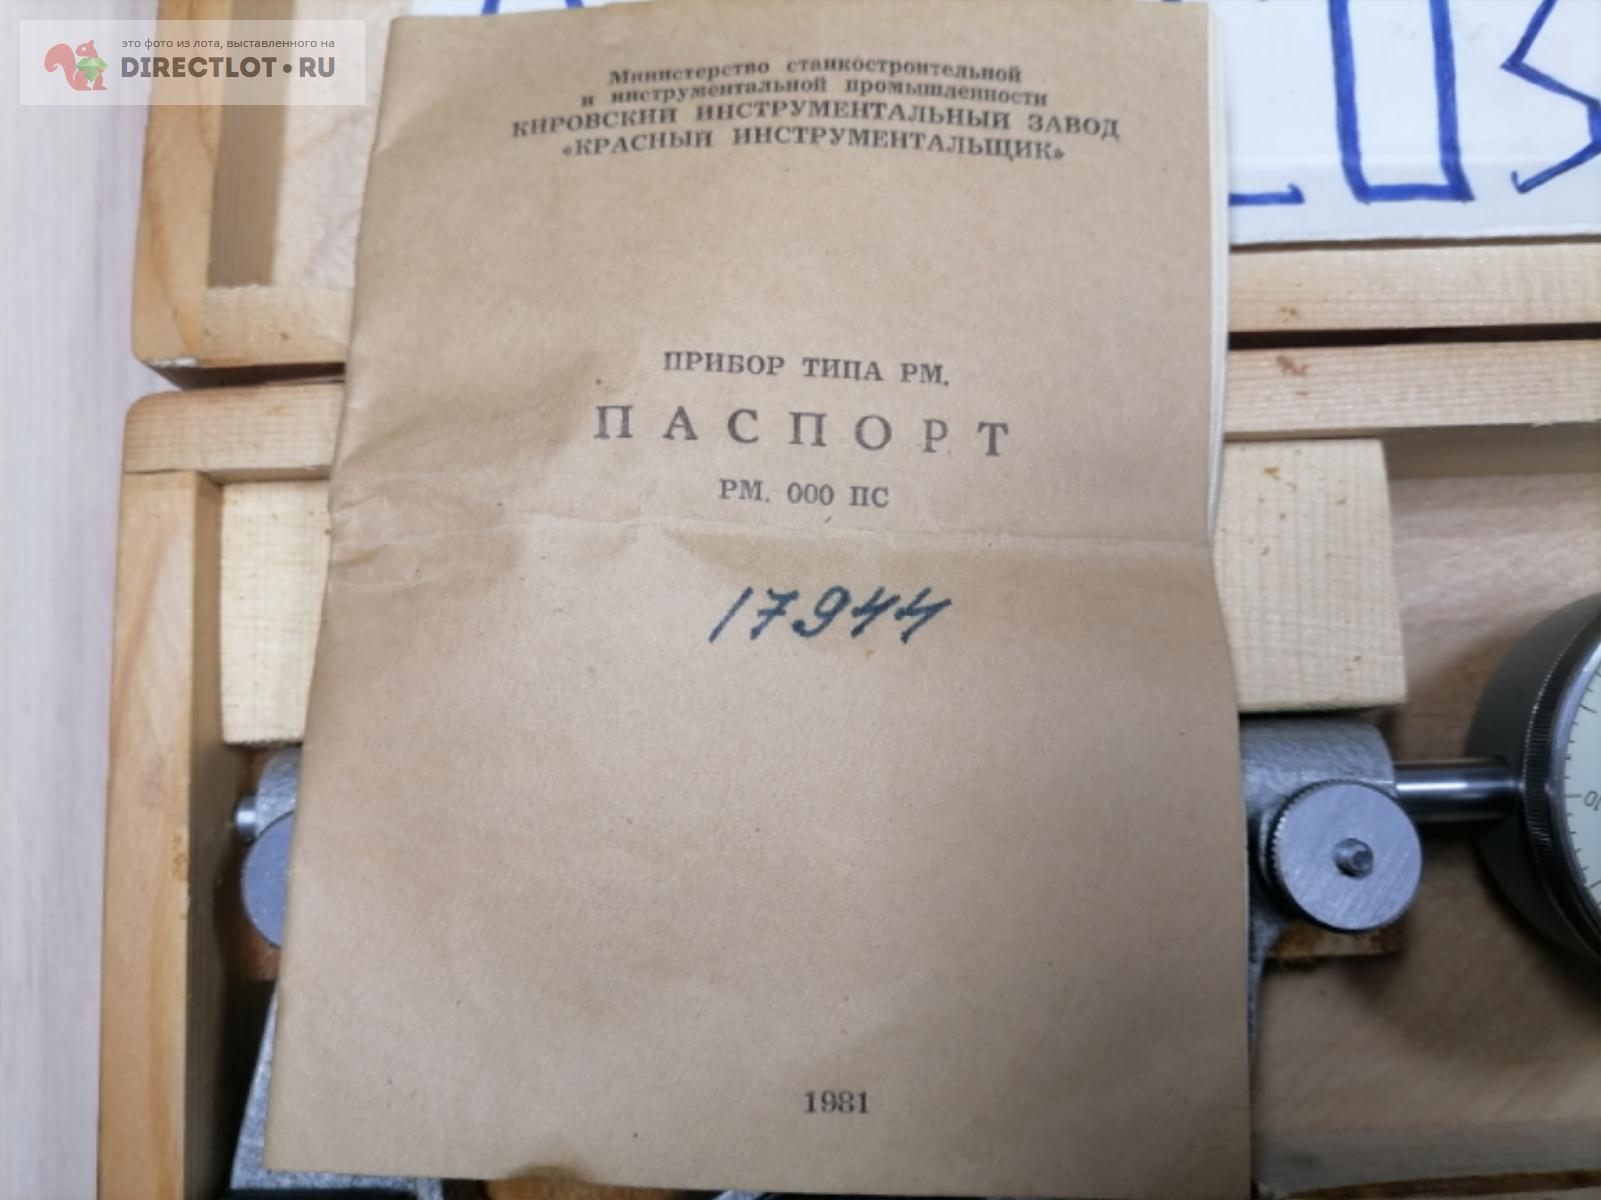 это фото из лота, выставленного на
DIRECTLOT•RU
Министерство станкостроительной
и инструментальной промышленности
КИРОВСКИЙ ИНСТРУМЕНТАЛЬНЫЙ ЗАВОД
«КРАСНЫЙ ИНСТРУМЕНТАЛЬЩИК»
ПРИБОР ТИПА РМ.
ПАСПОРТ
РМ. 000 ПС
17944
10
1981